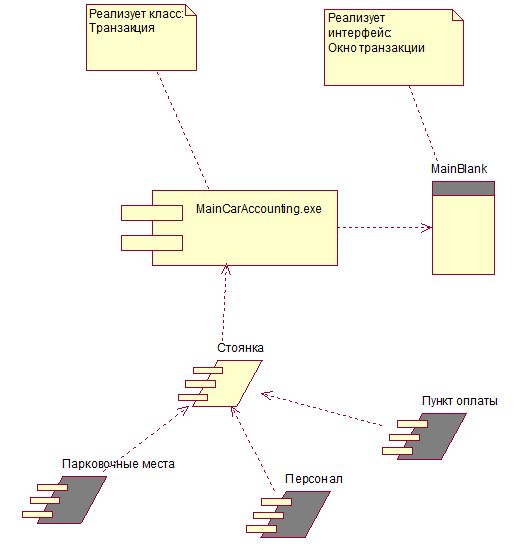 Реализует класс:
Транзакция
Реализует
интерфейс:
Окно транзакции
MainBlank
MainCarAccounting.exe
Стоянка
Пункт оплаты
Парковочные места
Персонал